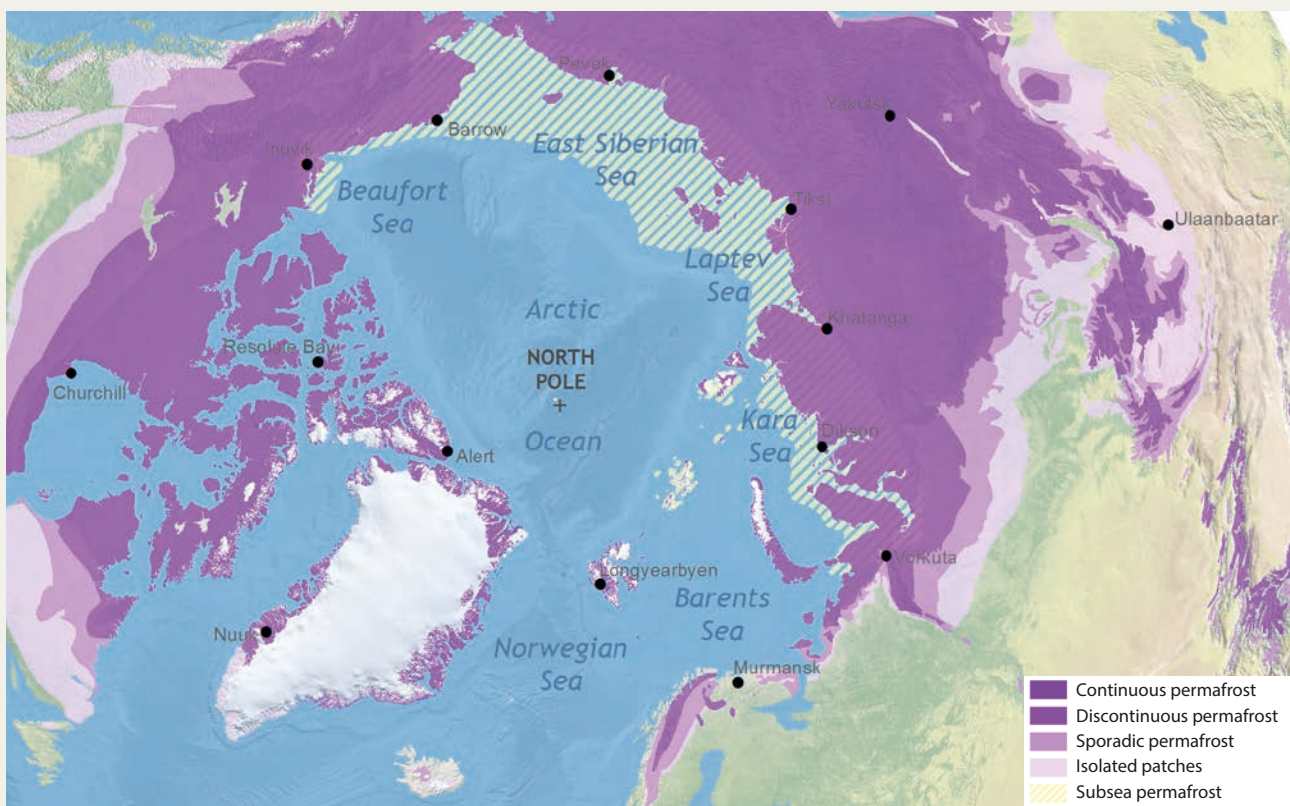 Pevek
Yakutsk
Barrow
East Siberian
Sea
Inuvik
Beaufort
Sea
Tiksi
Ulaanbaatar
Laptev
Sea
Arctic
Khatanga
NORTH
POLE
+
Resolute Bay
Churchill
Kara
Sea
Ocean
Dikson
Alert
Vorkuta
Longyearbyen
Barents
Sea
Nuuk
Norwegian
Sea
Murmansk
Continuous permafrost
Discontinuous permafrost
Sporadic permafrost
Isolated patches
Subsea permafrost